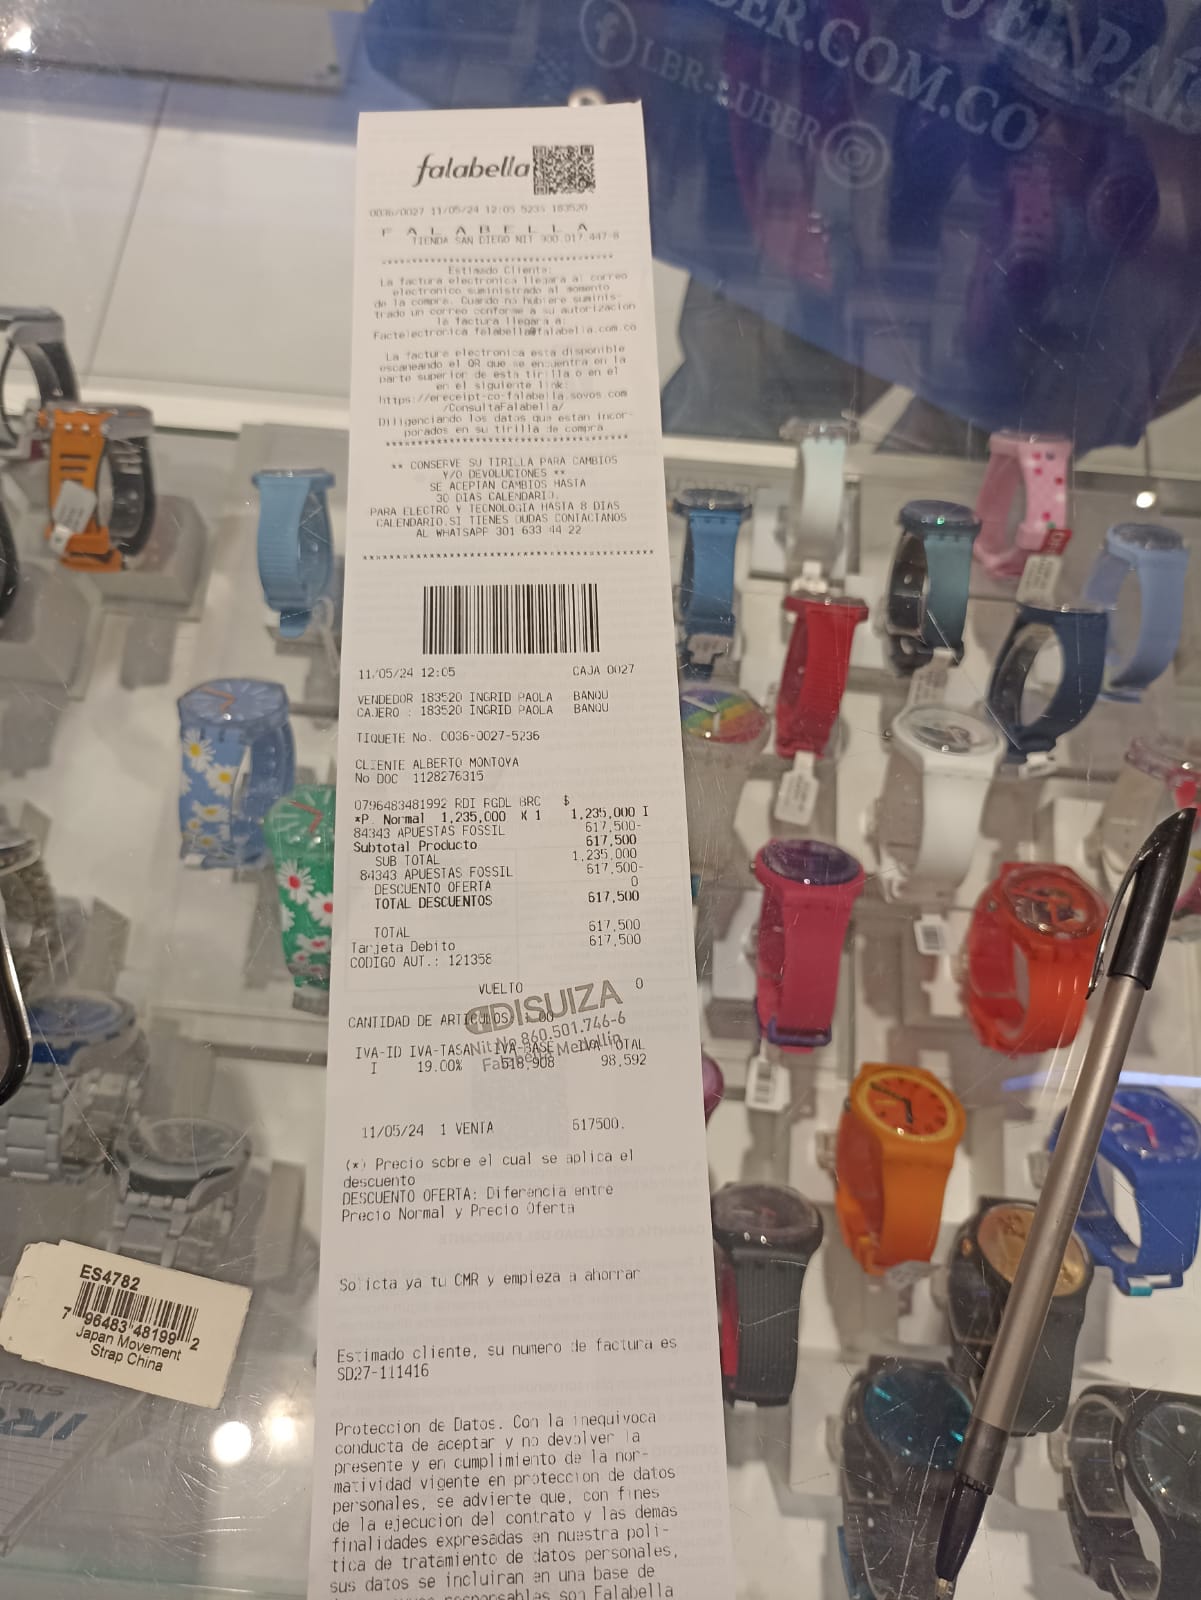 O EL PAÍS
BER.COM.CO
LBR-LUBER
falabella
0036/0027 11/05/24 12:05 5236 183520
F A L A B E L L A
TIENDA SAN DIEGO NIT 900.017.447-8
Estimado Cliente:
La factura electronica llegara al correo
electronico suministrado al momento
de la compra. Cuando no hubiere suminis-
trado un correo conforme a su autorizacion
la factura llegara a:
Factelectronica_falabella@falabella.com.co
La factura electronica esta disponible
escaneando el QR que se encuentra en la
parte superior de esta tirilla o en el
en el siguiente link:
https://ereceipt-co-falabella.sovos.com
/ConsultaFalabella/
Diligenciando los datos que estan incor-
porados en su tirilla de compra
** CONSERVE SU TIRILLA PARA CAMBIOS
Y/O DEVOLUCIONES **
SE ACEPTAN CAMBIOS HASTA
30 DIAS CALENDARIO.
PARA ELECTRO Y TECNOLOGIA HASTA 8 DIAS
CALENDARIO.SI TIENES DUDAS CONTACTANOS
AL WHATSAPP 301 633 44 22
11/05/24 12:05 CAJA 0027
VENDEDOR 183520 INGRID PAOLA BANQU
CAJERO : 183520 INGRID PAOLA BANQU
TIQUETE No. 0036-0027-5236
CLIENTE ALBERTO MONTOYA
No DOC 1128276315
0796483481992 RDI RGDL BRC $
*P. Normal 1,235,000 X 1 1,235,000 I
84343 APUESTAS FOSSIL 617,500-
Subtotal Producto 617,500
SUB TOTAL 1,235,000
84343 APUESTAS FOSSIL 617,500-
DESCUENTO OFERTA 0
TOTAL DESCUENTOS 617,500
TOTAL 617,500
Tarjeta Debito 617,500
CODIGO AUT.: 121358
VUELTO 0
DISUIZA
CANTIDAD DE ARTICULOS:
Nit.No.860.501.746-6
IVA-ID IVA-TASA IVA-BASE IVA-TOTAL
Medellin
I 19.00% 518,908 98,592
11/05/24 1 VENTA 617500.
(*) Precio sobre el cual se aplica el
descuento
DESCUENTO OFERTA: Diferencia entre
Precio Normal y Precio Oferta
Solicta ya tu CMR y empieza a ahorrar
Estimado cliente, su numero de factura es
SD27-111416
Proteccion de Datos. Con la inequivoca
conducta de aceptar y no devolver la
presente y en cumplimiento de la nor-
matividad vigente en proteccion de datos
personales, se advierte que, con fines
de la ejecucion del contrato y las demas
finalidades expresadas en nuestra poli-
tica de tratamiento de datos personales,
sus datos se incluiran en una base de
responsables son Falabella
ES4782
7 96483 48199 2
Japan Movement
Strap China